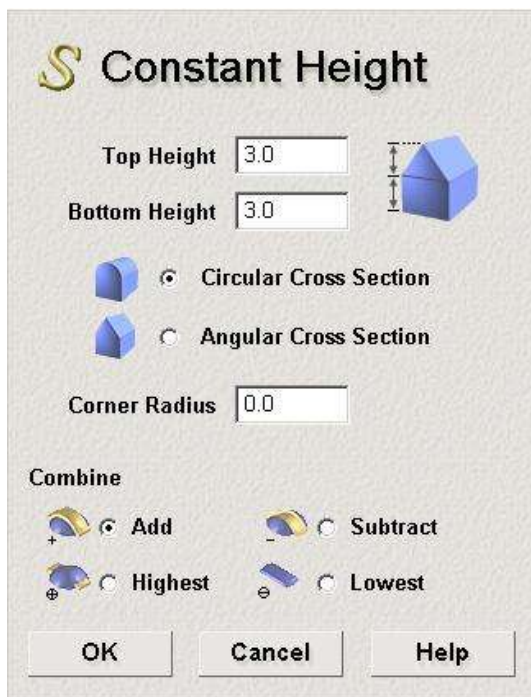 S Constant Height
Top Height 3.0
Bottom Height 3.0
Circular Cross Section
Angular Cross Section
Corner Radius 0.0
Combine
Add Subtract
Highest Lowest
OK Cancel Help